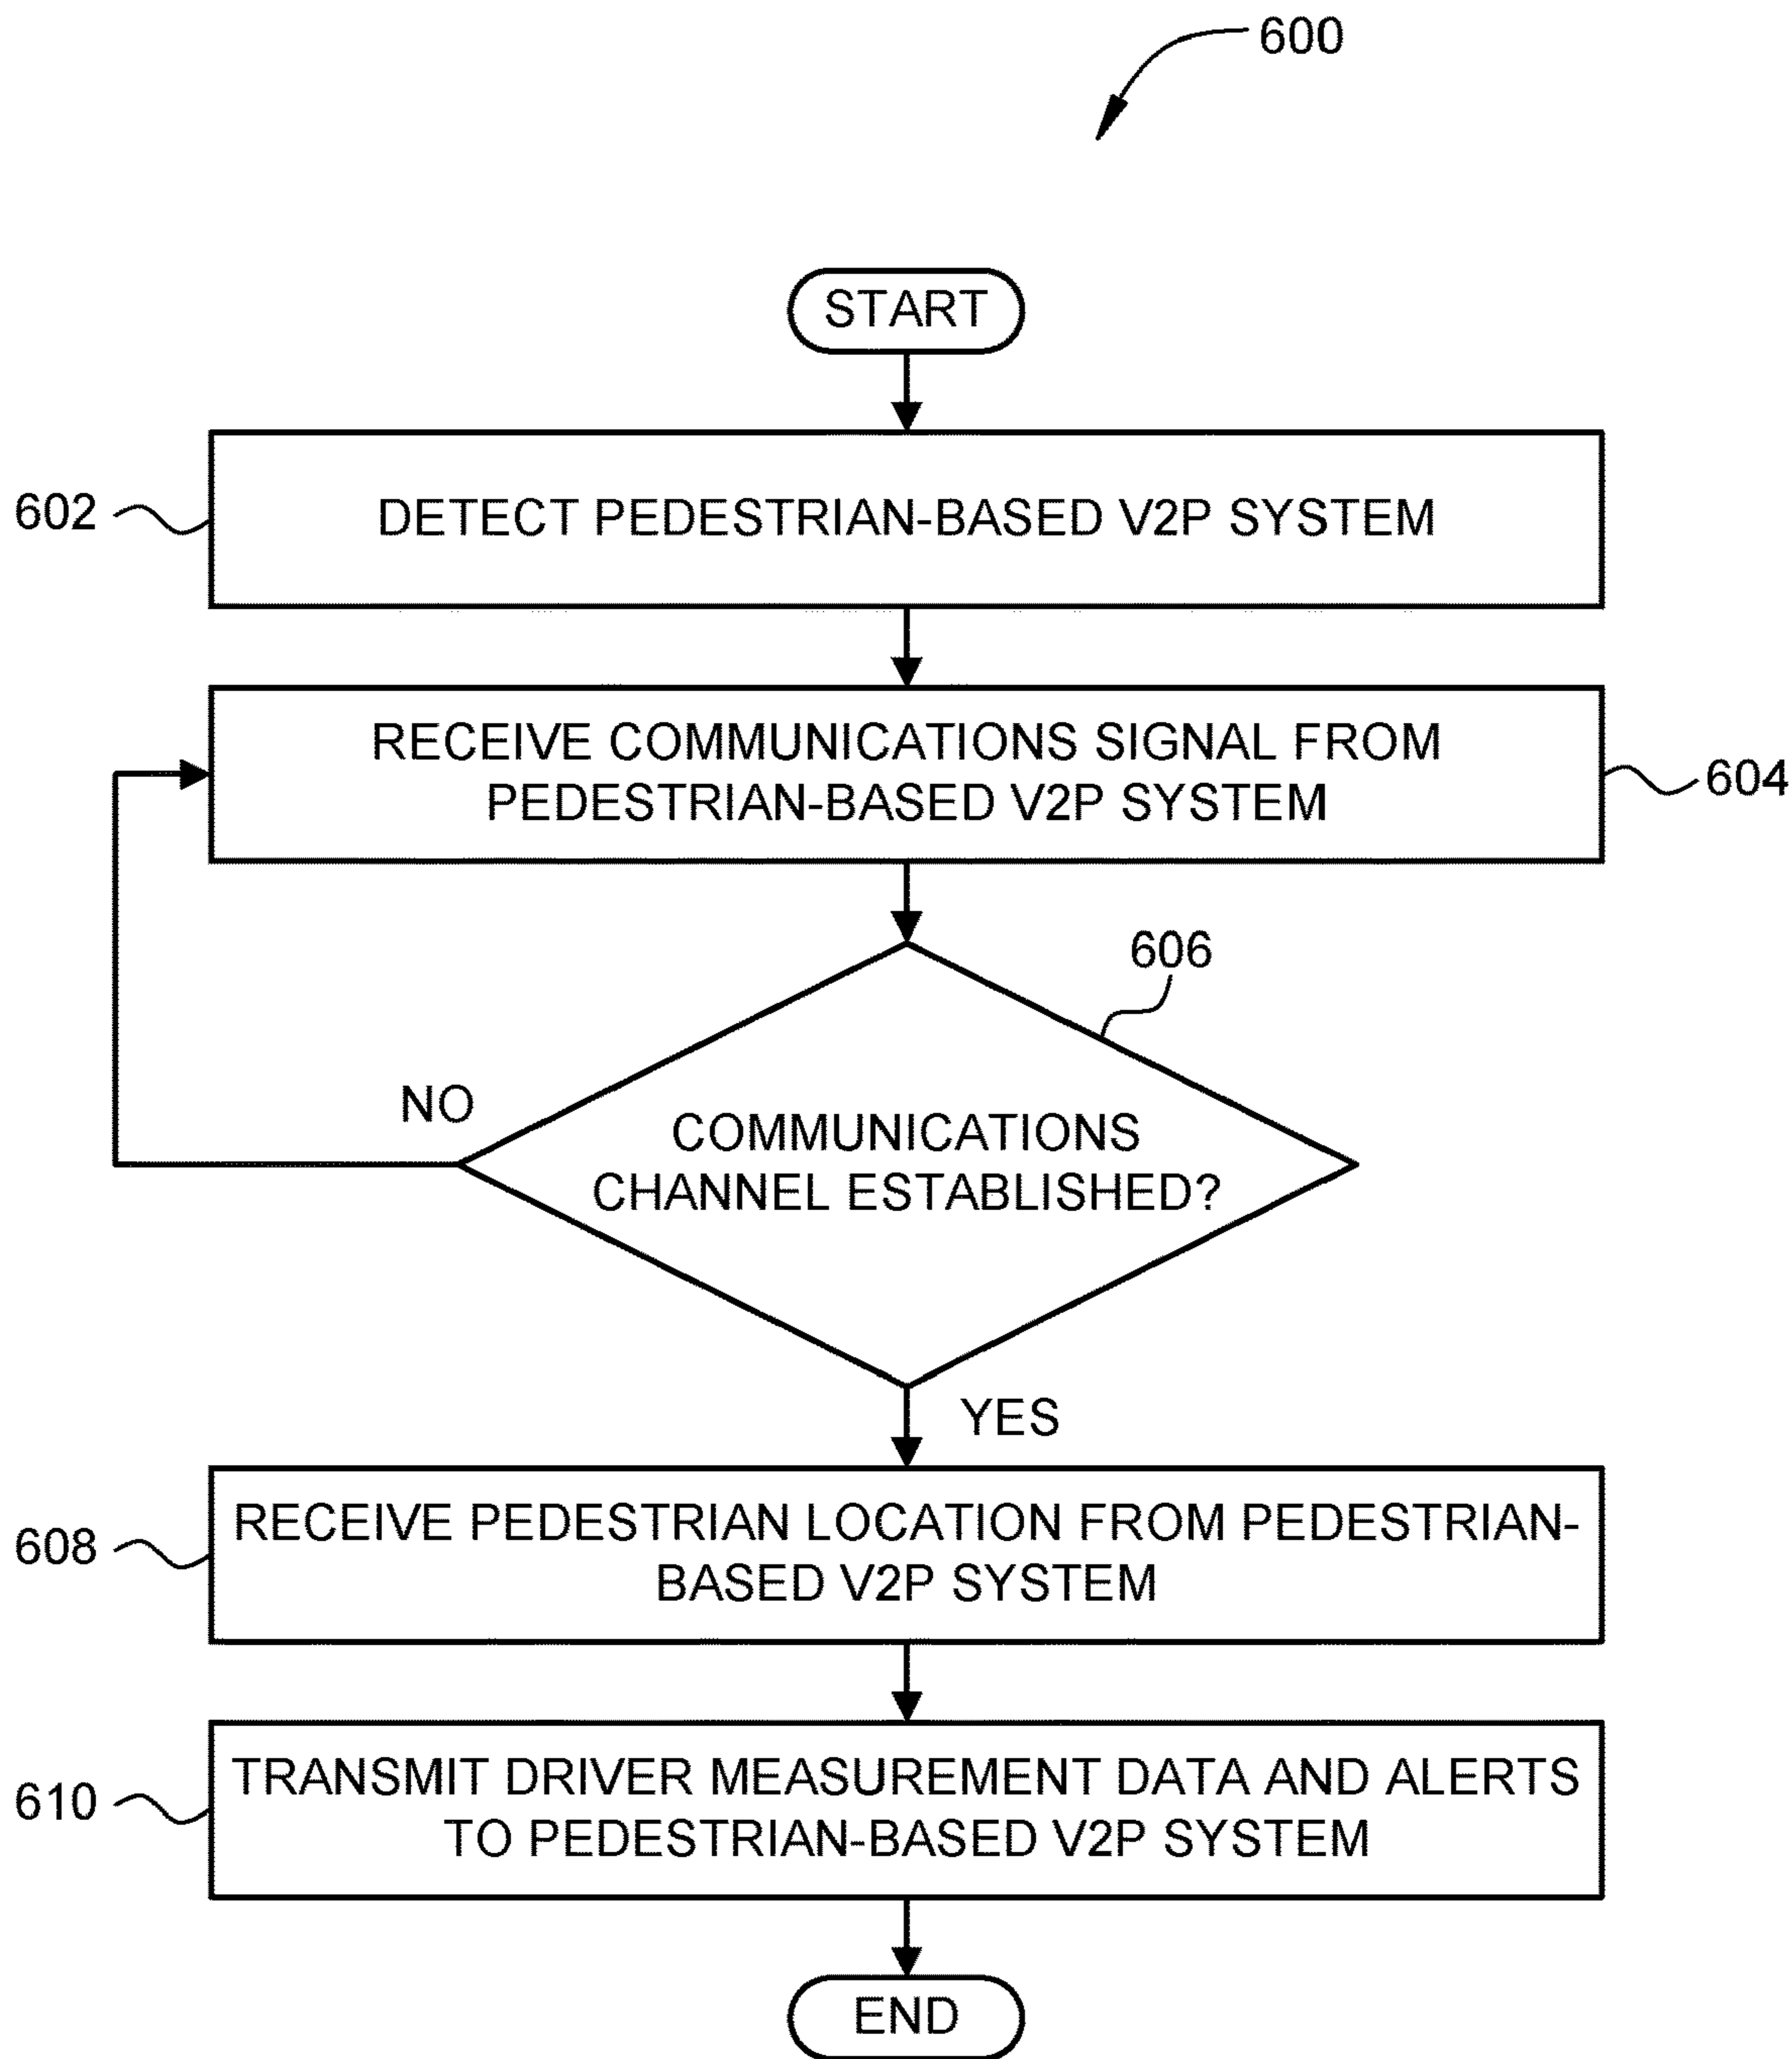 600
START
602
DETECT PEDESTRIAN-BASED V2P SYSTEM
RECEIVE COMMUNICATIONS SIGNAL FROM
PEDESTRIAN-BASED V2P SYSTEM
604
606
NO
COMMUNICATIONS
CHANNEL ESTABLISHED?
YES
608
RECEIVE PEDESTRIAN LOCATION FROM PEDESTRIAN-
BASED V2P SYSTEM
610
TRANSMIT DRIVER MEASUREMENT DATA AND ALERTS
TO PEDESTRIAN-BASED V2P SYSTEM
END